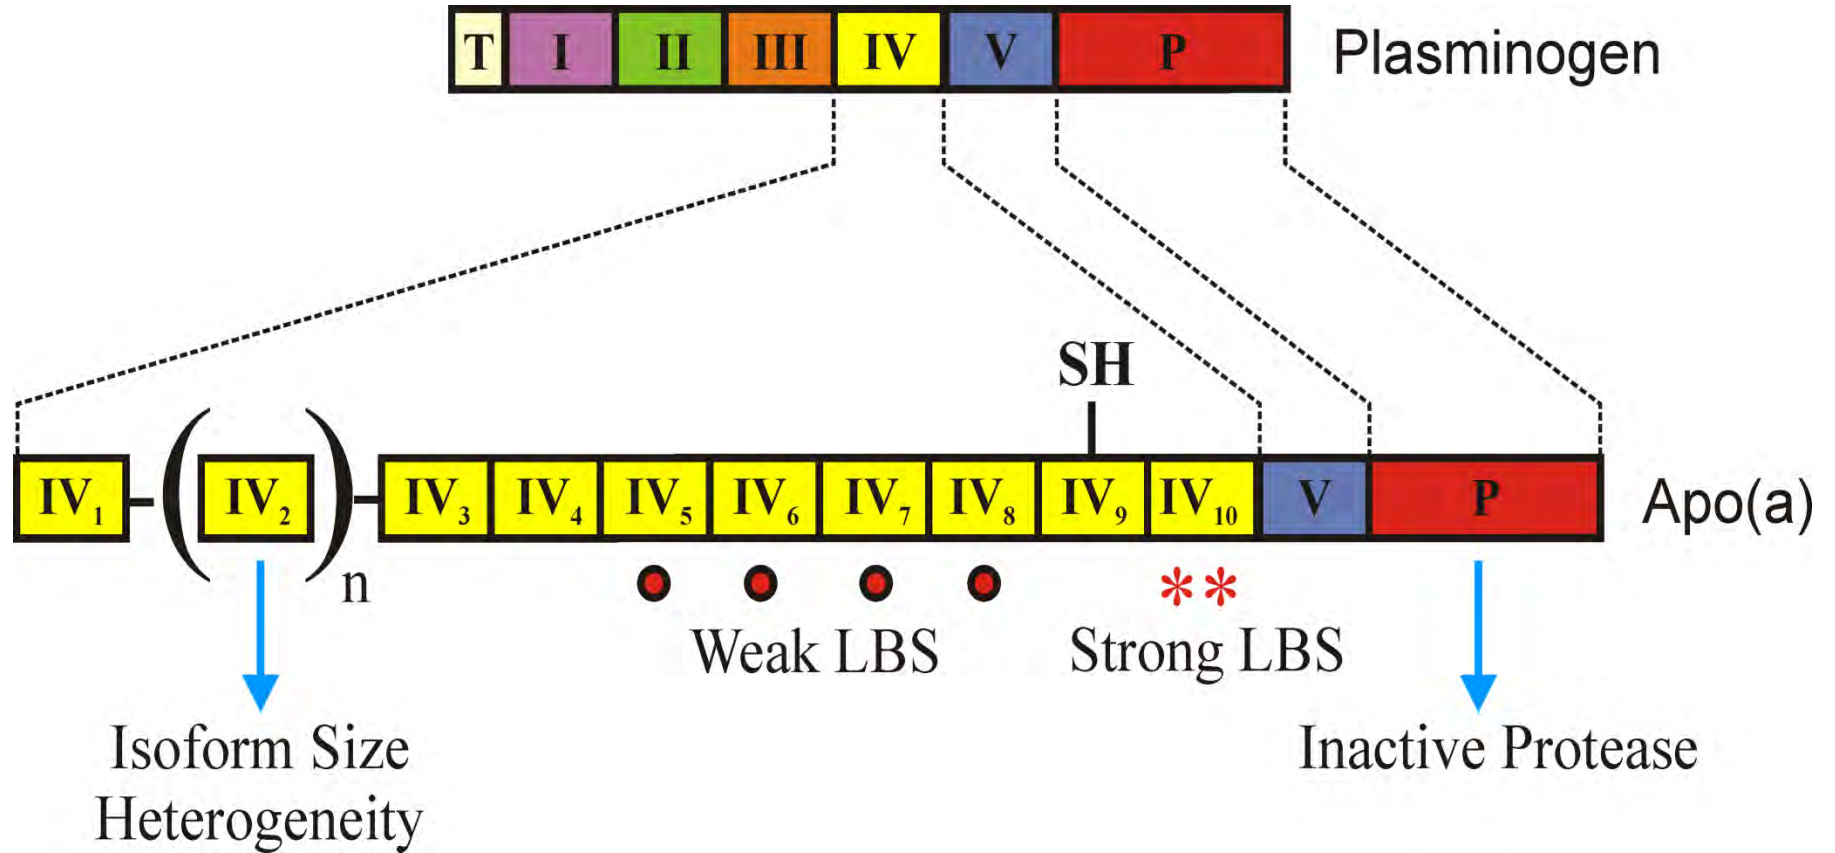 T I II III IV V P Plasminogen
SH
IV1 ( IV2 )n IV3 IV4 IV5 IV6 IV7 IV8 IV9 IV10 V P Apo(a)
** 
Weak LBS Strong LBS
Isoform Size
Heterogeneity
Inactive Protease